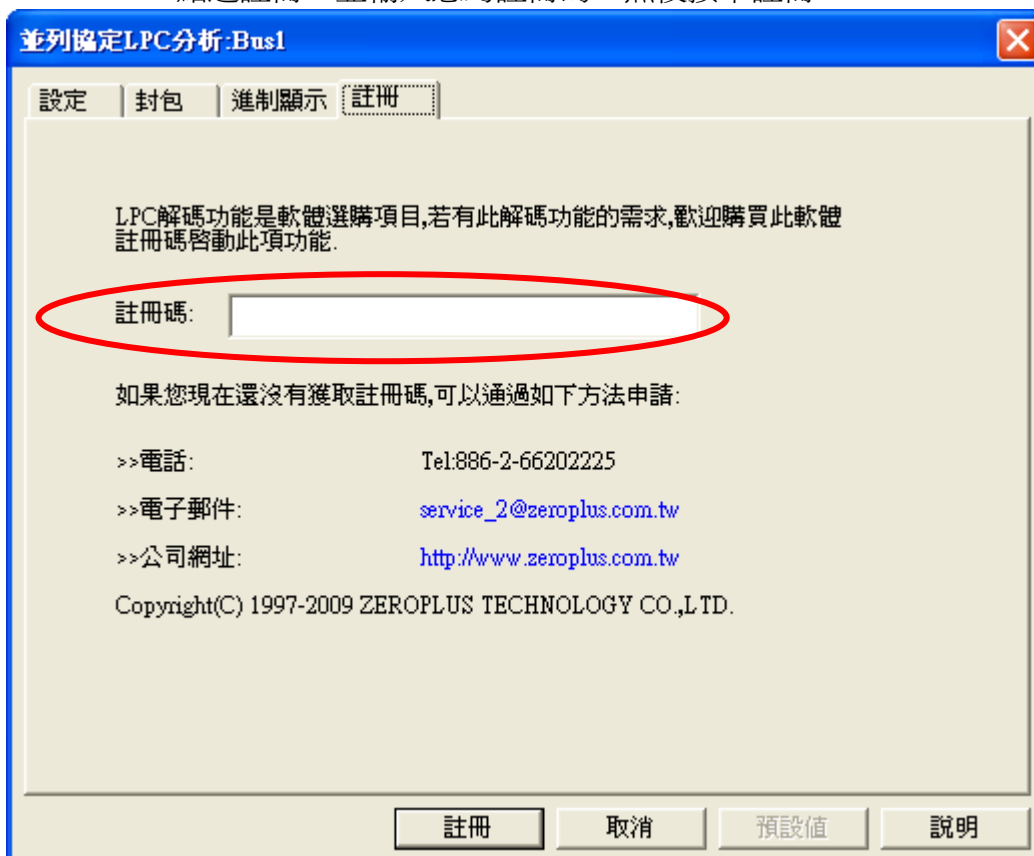 並列協定LPC分析:Bus1
設定 封包 進制顯示 註冊
LPC解碼功能是軟體選購項目,若有此解碼功能的需求,歡迎購買此軟體
註冊碼啓動此項功能.
註冊碼:
如果您現在還沒有獲取註冊碼,可以通過如下方法申請:
>>電話: Tel:886-2-66202225
>>電子郵件: service_2@zeroplus.com.tw
>>公司網址: http://www.zeroplus.com.tw
Copyright(C) 1997-2009 ZEROPLUS TECHNOLOGY CO.,LTD.
註冊 取消 預設値 說明